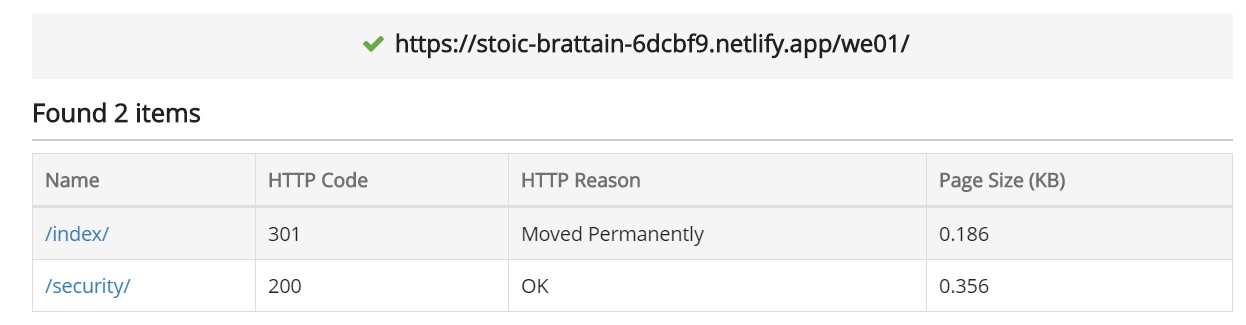 https://stoic-brattain-6dcbf9.netlify.app/we01/
Found 2 items
Name HTTP Code HTTP Reason Page Size (KB)
/index/ 301 Moved Permanently 0.186
/security/ 200 OK 0.356